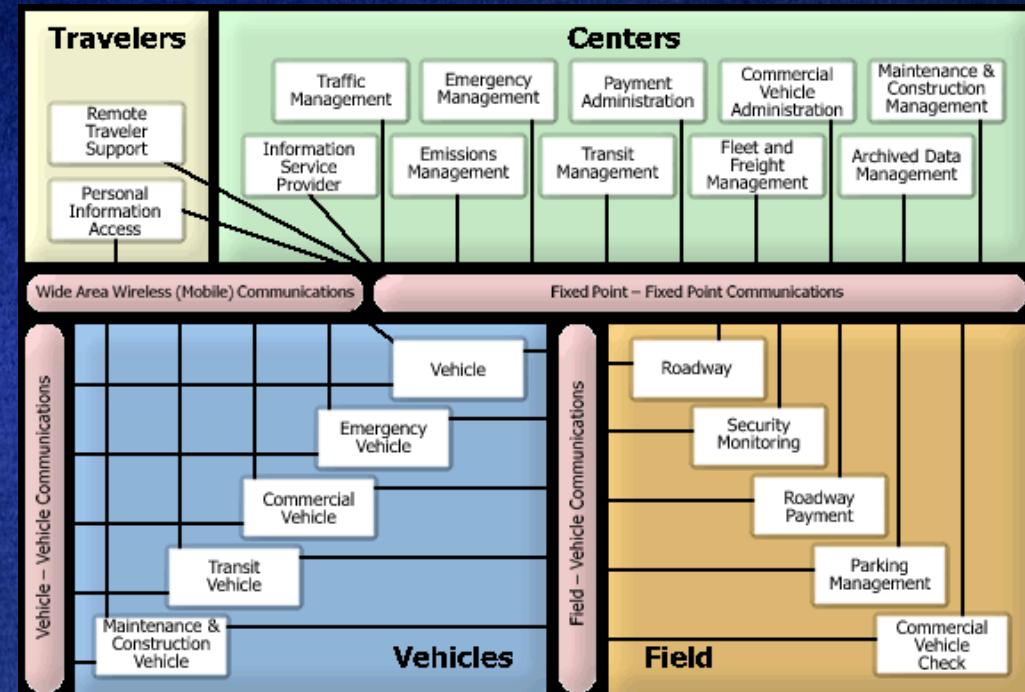 Travelers
Remote
Traveler
Support
Personal
Information
Access
Centers
Traffic
Management
Emergency
Management
Payment
Administration
Commercial
Vehicle
Administration
Maintenance &
Construction
Management
Information
Service
Provider
Emissions
Management
Transit
Management
Fleet and
Freight
Management
Archived Data
Management
Wide Area Wireless (Mobile) Communications
Fixed Point – Fixed Point Communications
Vehicle – Vehicle Communications
Vehicle
Emergency
Vehicle
Commercial
Vehicle
Transit
Vehicle
Maintenance &
Construction
Vehicle
Vehicles
Field – Vehicle Communications
Roadway
Security
Monitoring
Roadway
Payment
Parking
Management
Commercial
Vehicle
Check
Field